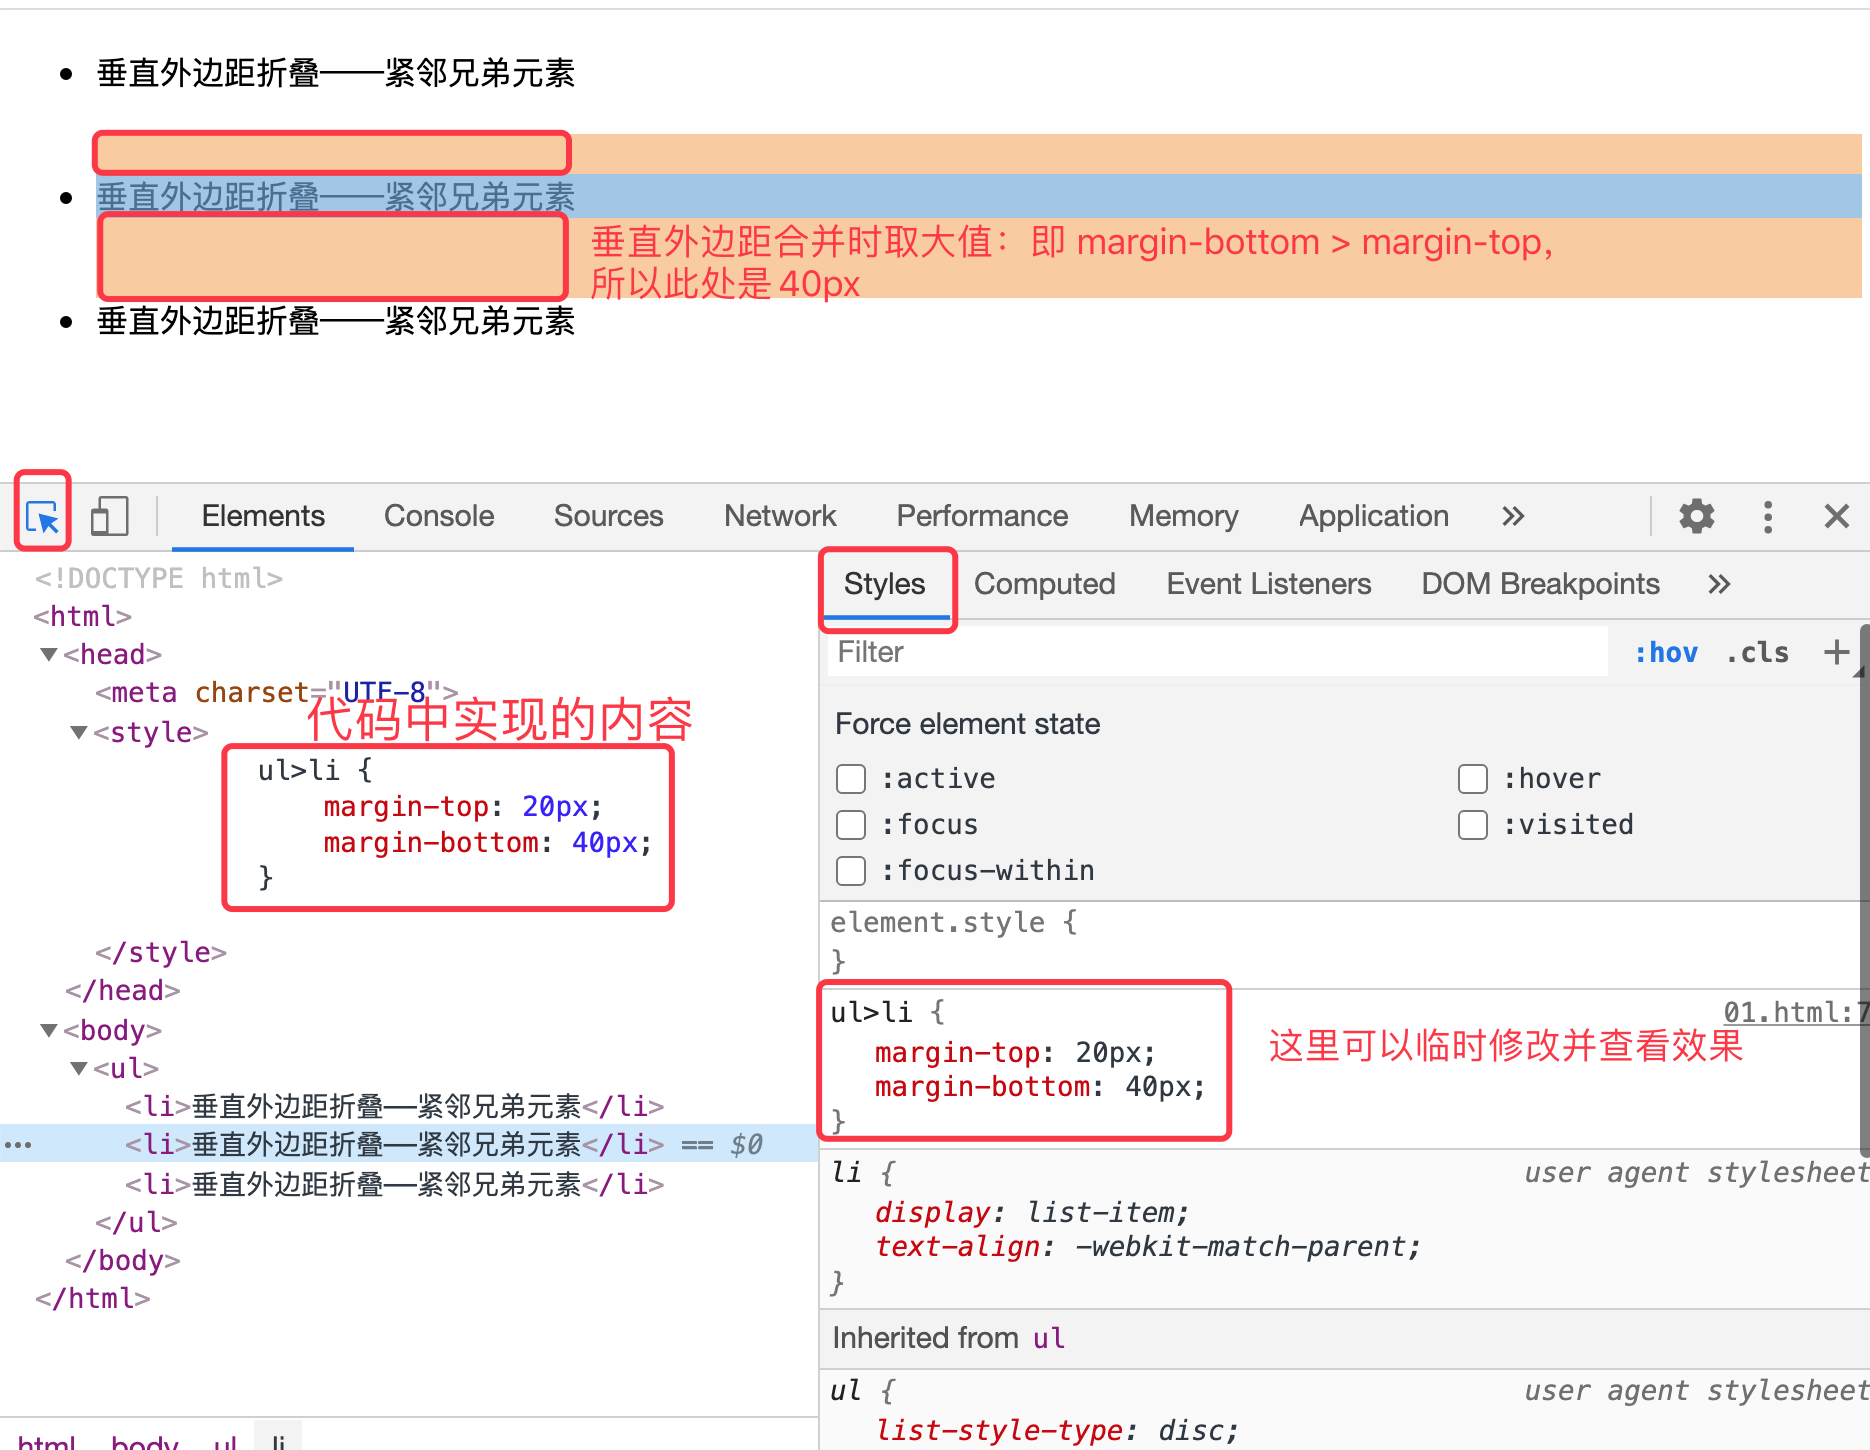 垂直外边距折叠——紧邻兄弟元素
垂直外边距折叠——紧邻兄弟元素
垂直外边距合并时取大值：即 margin-bottom > margin-top，
所以此处是 40px
垂直外边距折叠——紧邻兄弟元素
Elements Console Sources Network Performance Memory Application »
<!DOCTYPE html>
<html>
▼<head>
<meta charset="UTF-8">
代码中实现的内容
▼<style>
ul>li {
margin-top: 20px;
margin-bottom: 40px;
}
</style>
</head>
▼<body>
▼<ul>
<li>垂直外边距折叠——紧邻兄弟元素</li>
<li>垂直外边距折叠——紧邻兄弟元素</li> == $0
<li>垂直外边距折叠——紧邻兄弟元素</li>
</ul>
</body>
</html>
html body ul li
Styles Computed Event Listeners DOM Breakpoints »
Filter :hov .cls +
Force element state
:active :hover
:focus :visited
:focus-within
element.style {
}
ul>li { 01.html:7
margin-top: 20px;
margin-bottom: 40px;
}
这里可以临时修改并查看效果
li { user agent stylesheet
display: list-item;
text-align: -webkit-match-parent;
}
Inherited from ul
ul { user agent stylesheet
list-style-type: disc;